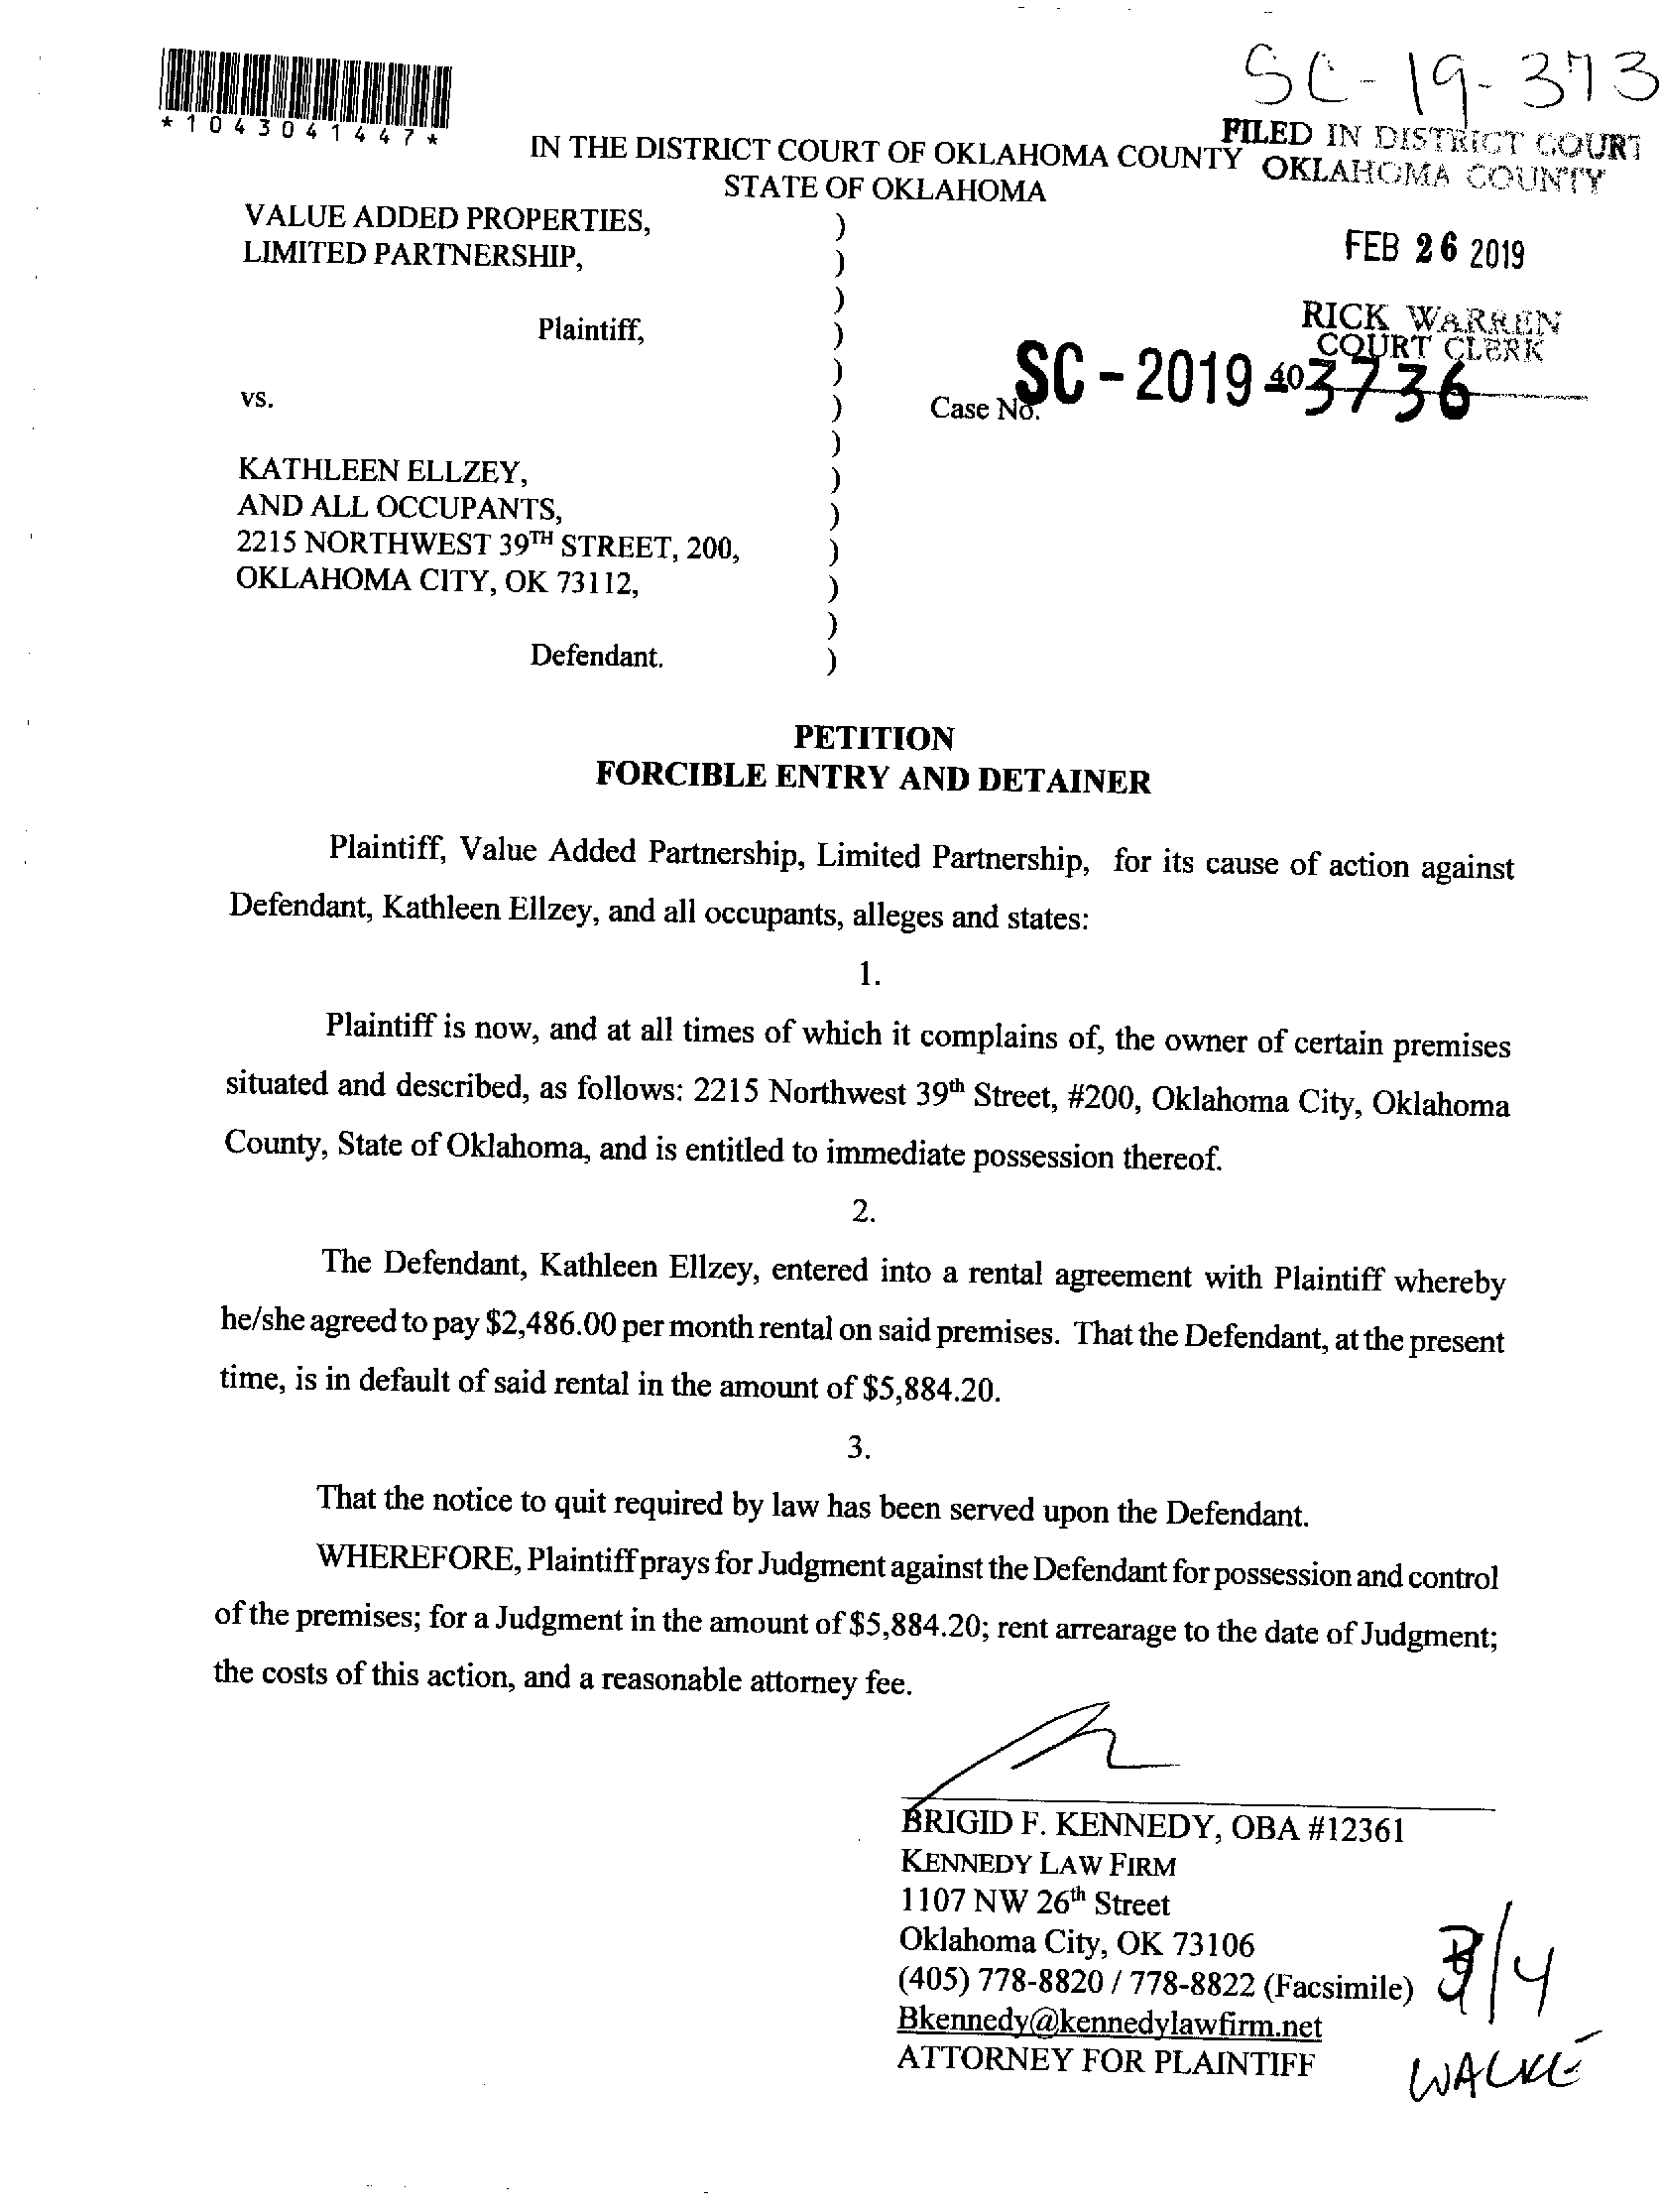 SC-19-373
*1043041447*
FILED IN DISTRICT COURT
OKLAHOMA COUNTY
IN THE DISTRICT COURT OF OKLAHOMA COUNTY
STATE OF OKLAHOMA
FEB 26 2019
RICK WARREN
COURT CLERK
40
VALUE ADDED PROPERTIES, )
LIMITED PARTNERSHIP, )
)
Plaintiff, )
)
vs. ) Case No. SC-2019-3736
)
KATHLEEN ELLZEY, )
AND ALL OCCUPANTS, )
2215 NORTHWEST 39TH STREET, 200, )
OKLAHOMA CITY, OK 73112, )
)
Defendant. )
PETITION
FORCIBLE ENTRY AND DETAINER
Plaintiff, Value Added Partnership, Limited Partnership, for its cause of action against
Defendant, Kathleen Ellzey, and all occupants, alleges and states:
1.
Plaintiff is now, and at all times of which it complains of, the owner of certain premises
situated and described, as follows: 2215 Northwest 39th Street, #200, Oklahoma City, Oklahoma
County, State of Oklahoma, and is entitled to immediate possession thereof.
2.
The Defendant, Kathleen Ellzey, entered into a rental agreement with Plaintiff whereby
he/she agreed to pay $2,486.00 per month rental on said premises. That the Defendant, at the present
time, is in default of said rental in the amount of $5,884.20.
3.
That the notice to quit required by law has been served upon the Defendant.
WHEREFORE, Plaintiff prays for Judgment against the Defendant for possession and control
of the premises; for a Judgment in the amount of $5,884.20; rent arrearage to the date of Judgment;
the costs of this action, and a reasonable attorney fee.
BRIGID F. KENNEDY, OBA #12361
KENNEDY LAW FIRM
1107 NW 26th Street
Oklahoma City, OK 73106
(405) 778-8820 / 778-8822 (Facsimile)
Bkennedy@kennedylawfirm.net
ATTORNEY FOR PLAINTIFF
WALKE